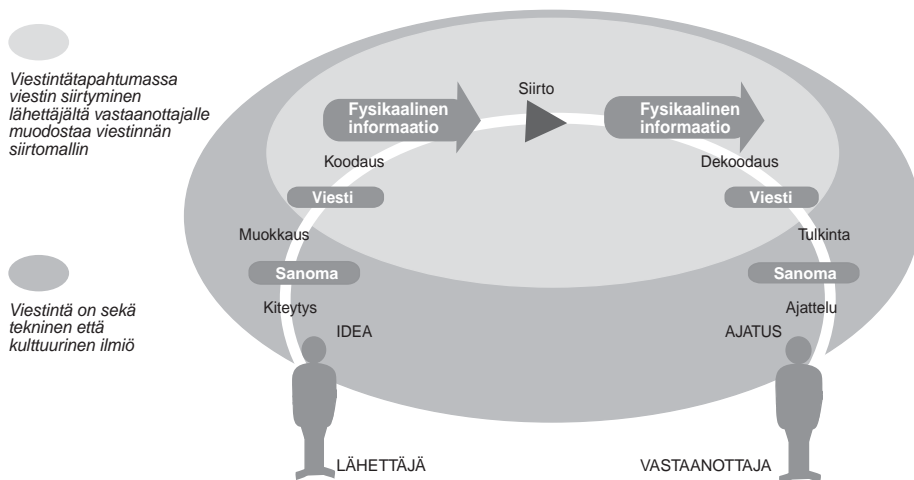 Viestintätapahtumassa
viestin siirtyminen
lähettäjältä vastaanottajalle
muodostaa viestinnän
siirtomallin
Viestintä on sekä
tekninen että
kulttuurinen ilmiö
Siirto
Fysikaalinen
informaatio
Fysikaalinen
informaatio
Koodaus
Dekoodaus
Viesti
Viesti
Muokkaus
Tulkinta
Sanoma
Sanoma
Kiteytys
Ajattelu
IDEA
AJATUS
LÄHETTÄJÄ
VASTAANOTTAJA